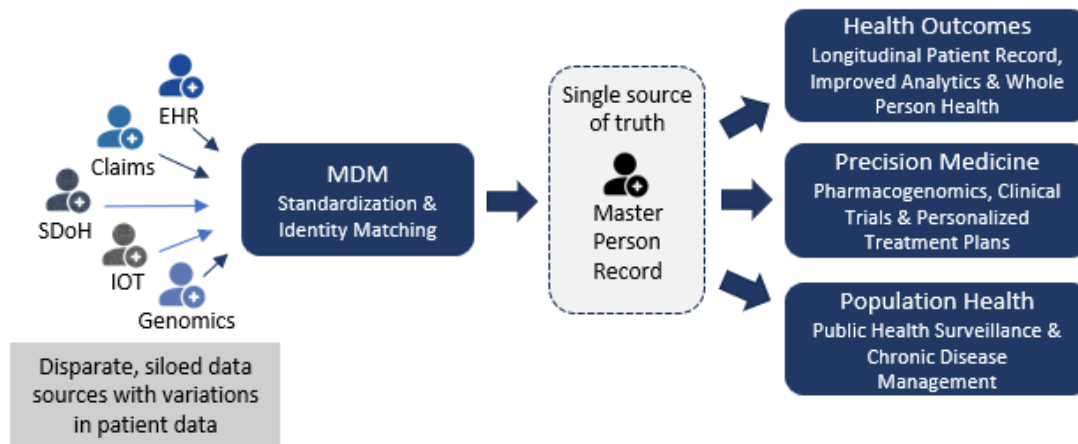 EHR
Claims
SDoH
IOT
Genomics
Disparate, siloed data
sources with variations
in patient data
MDM
Standardization &
Identity Matching
Single source
of truth
Master
Person
Record
Health Outcomes
Longitudinal Patient Record,
Improved Analytics & Whole
Person Health
Precision Medicine
Pharmacogenomics, Clinical
Trials & Personalized
Treatment Plans
Population Health
Public Health Surveillance &
Chronic Disease
Management